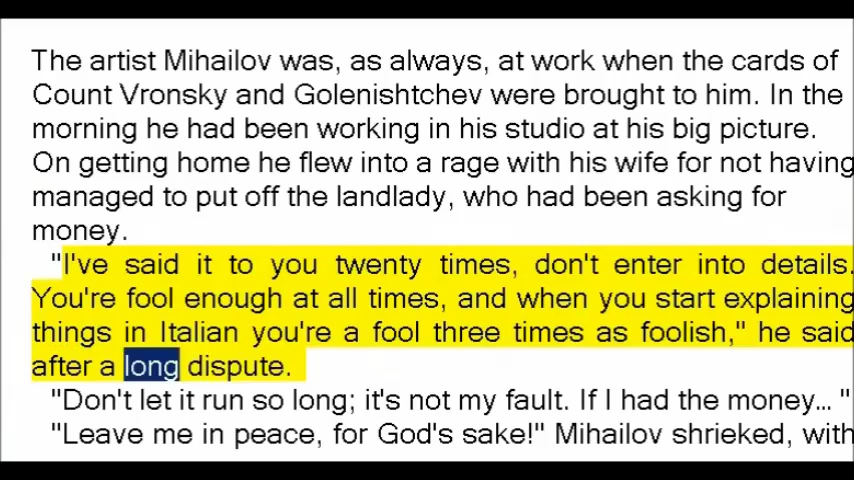 The artist Mihailov was, as always, at work when the cards of
Count Vronsky and Golenishtchev were brought to him. In the
morning he had been working in his studio at his big picture.
On getting home he flew into a rage with his wife for not having
managed to put off the landlady, who had been asking for
money.
"I've said it to you twenty times, don't enter into details.
You're fool enough at all times, and when you start explaining
things in Italian you're a fool three times as foolish," he said
after a long dispute.
"Don't let it run so long; it's not my fault. If I had the money... "
"Leave me in peace, for God's sake!" Mihailov shrieked, with